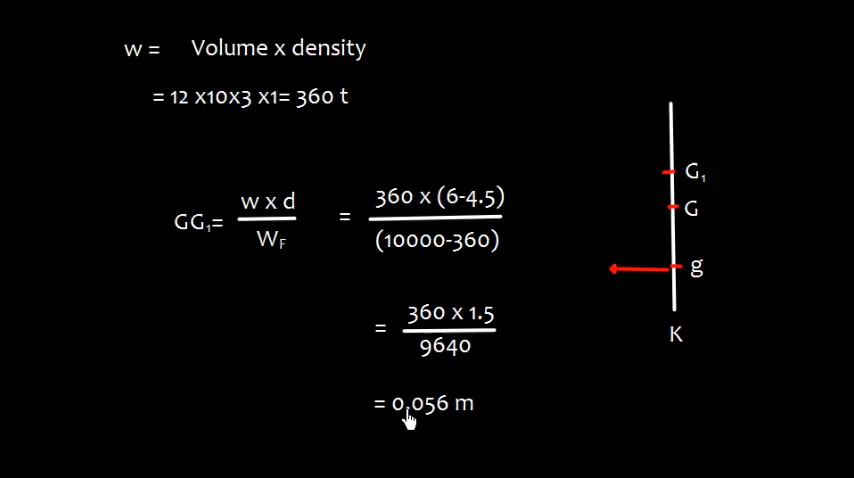 w = Volume x density
= 12 x10x3 x1= 360 t
GG₁= w x d / W_F = 360 x (6-4.5) / (10000-360)
= 360 x 1.5 / 9640
= 0.056 m
G₁
G
g
K